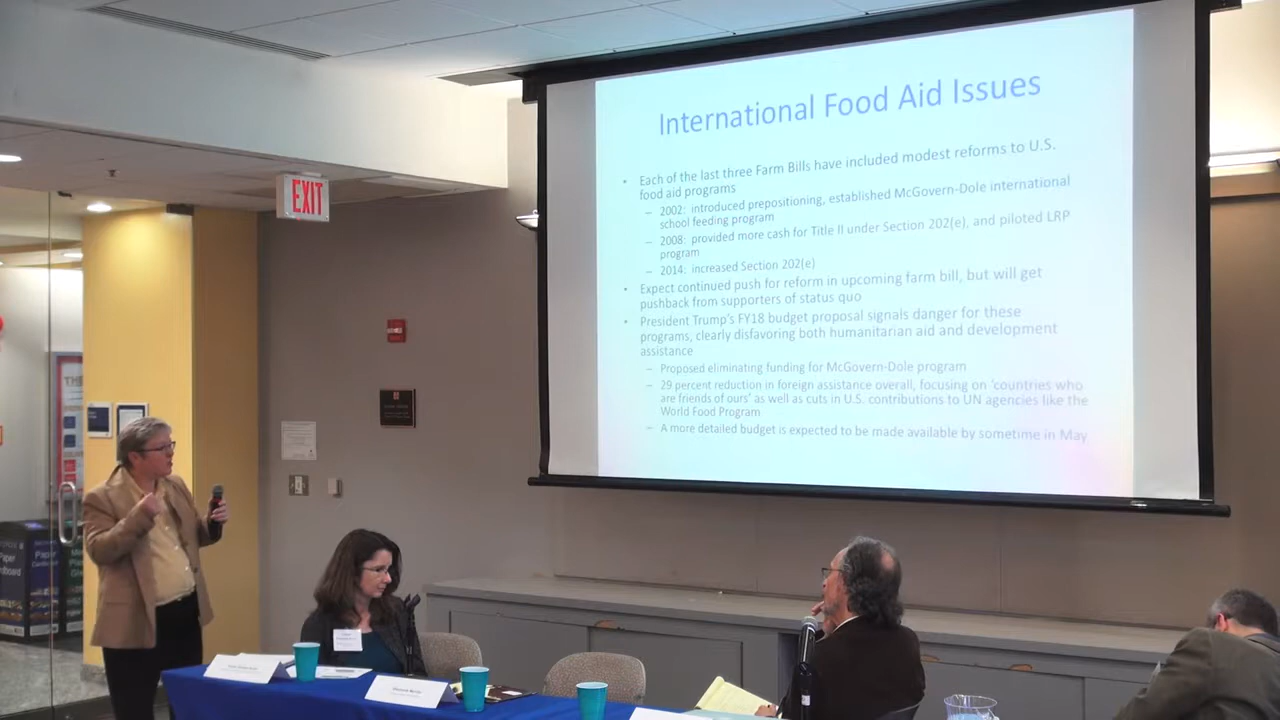 International Food Aid Issues
• Each of the last three Farm Bills have included modest reforms to U.S.
food aid programs
– 2002: introduced prepositioning, established McGovern-Dole international
school feeding program
– 2008: provided more cash for Title II under Section 202(e), and piloted LRP
program
– 2014: increased Section 202(e)
• Expect continued push for reform in upcoming farm bill, but will get
pushback from supporters of status quo
• President Trump's FY18 budget proposal signals danger for these
programs, clearly disfavoring both humanitarian aid and development
assistance
– Proposed eliminating funding for McGovern-Dole program
– 29 percent reduction in foreign assistance overall, focusing on 'countries who
are friends of ours' as well as cuts in U.S. contributions to UN agencies like the
World Food Program
– A more detailed budget is expected to be made available by sometime in May
EXIT
Paper